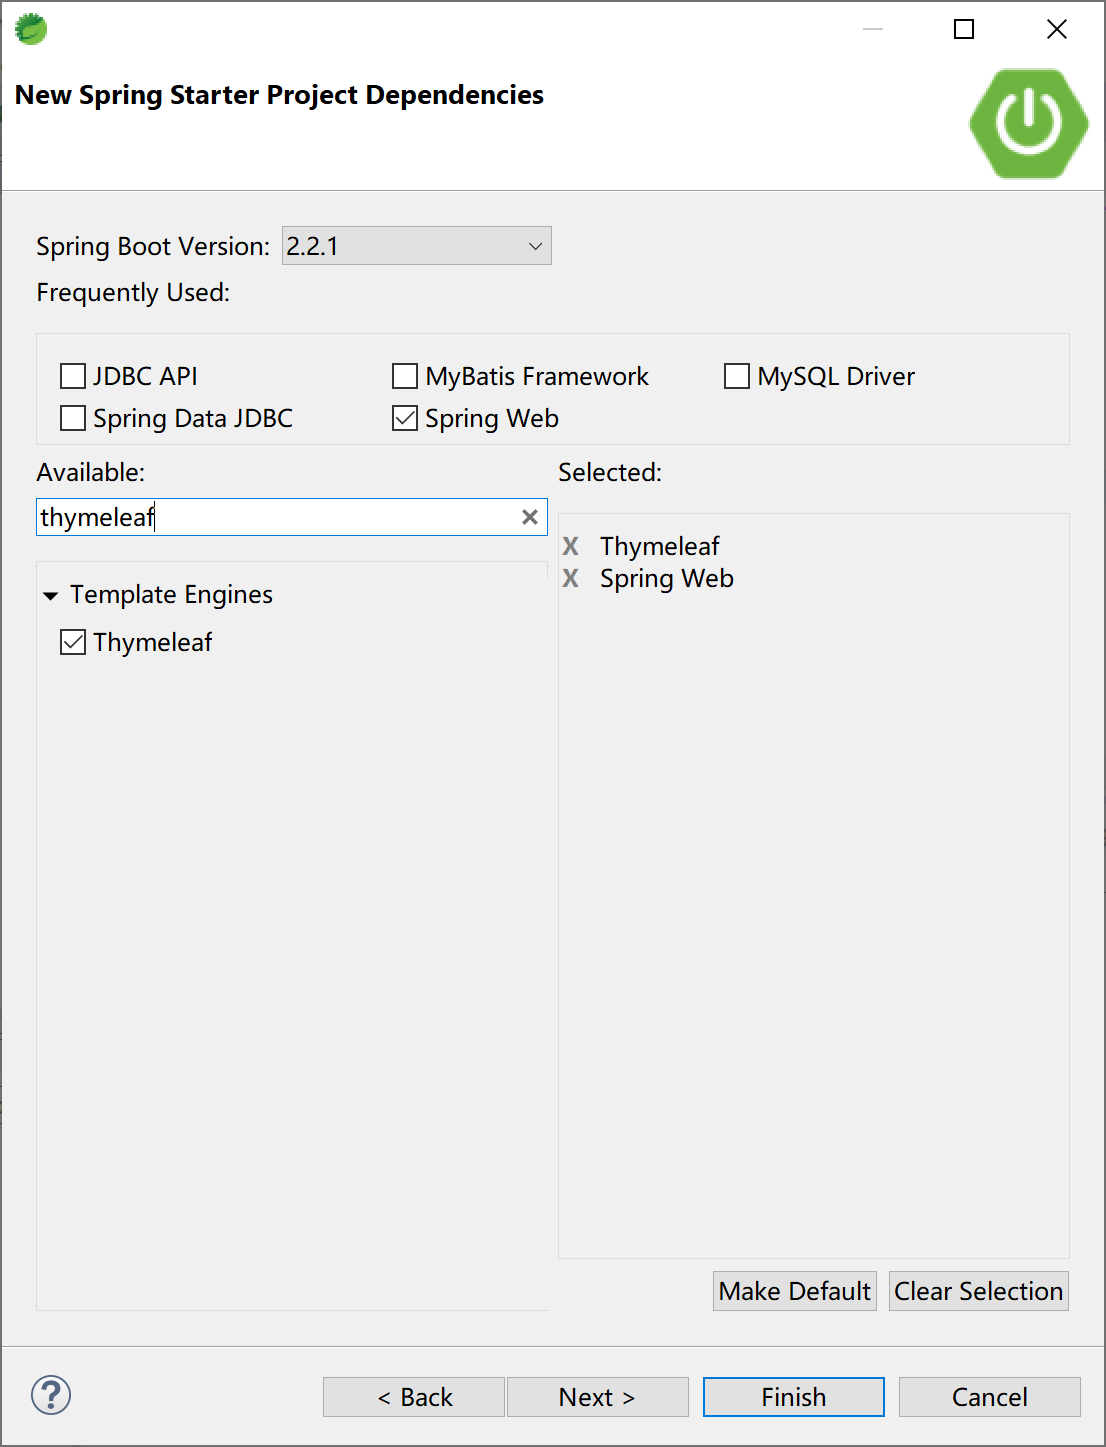 New Spring Starter Project Dependencies
Spring Boot Version: 2.2.1
Frequently Used:
JDBC API MyBatis Framework MySQL Driver
Spring Data JDBC Spring Web
Available:
thymeleaf
Template Engines
Thymeleaf
Selected:
X Thymeleaf
X Spring Web
Make Default Clear Selection
? < Back Next > Finish Cancel